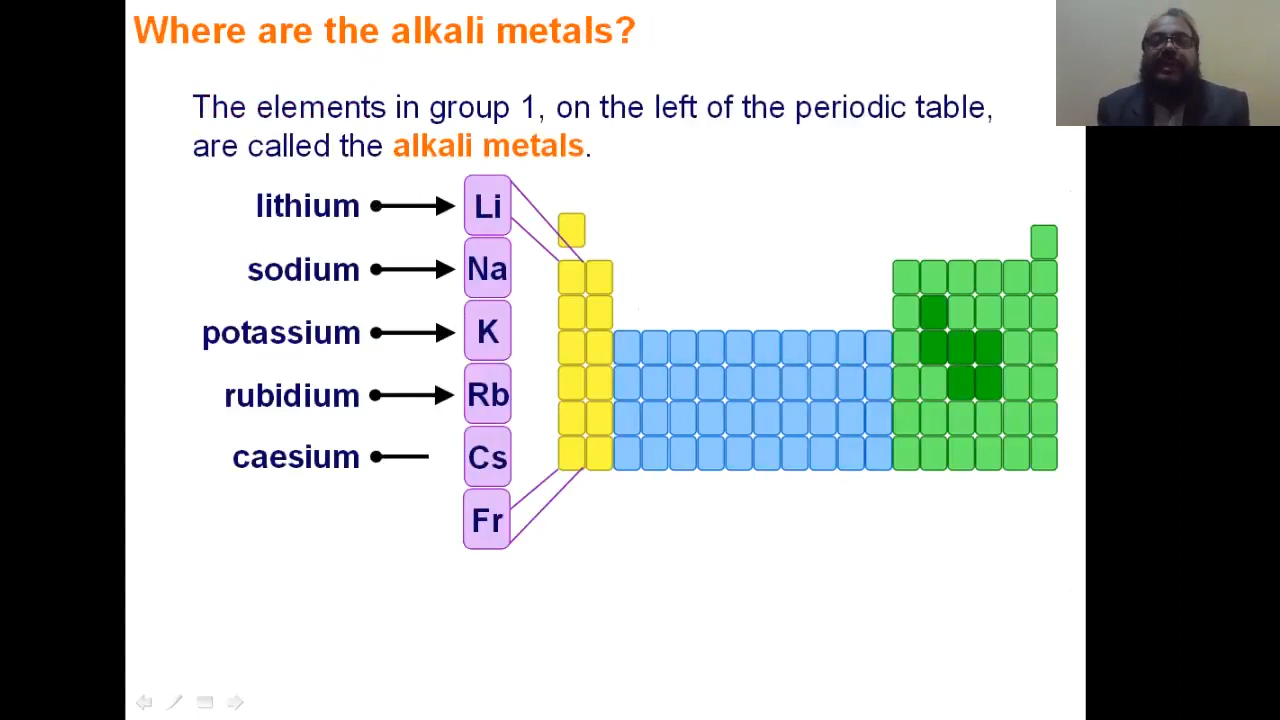 Where are the alkali metals?
The elements in group 1, on the left of the periodic table,
are called the alkali metals.
lithium Li
sodium Na
potassium K
rubidium Rb
caesium Cs
Fr